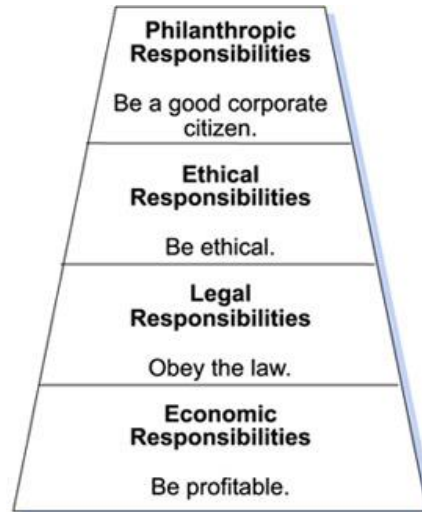 Philanthropic
Responsibilities
Be a good corporate
citizen.
Ethical
Responsibilities
Be ethical.
Legal
Responsibilities
Obey the law.
Economic
Responsibilities
Be profitable.